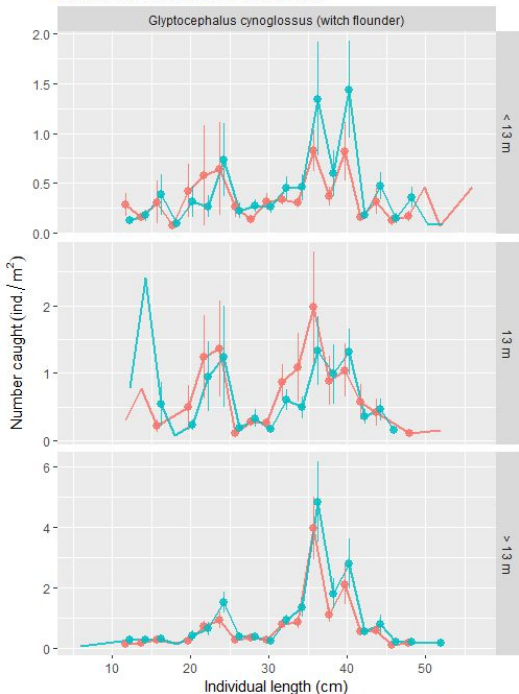 Glyptocephalus cynoglossus (witch flounder)
2.0
1.5
1.0
0.5
0.0
< 13 m
Number caught (ind./ m²)
2
1
0
13 m
6
4
2
0
> 13 m
10 20 30 40 50
Individual length (cm)